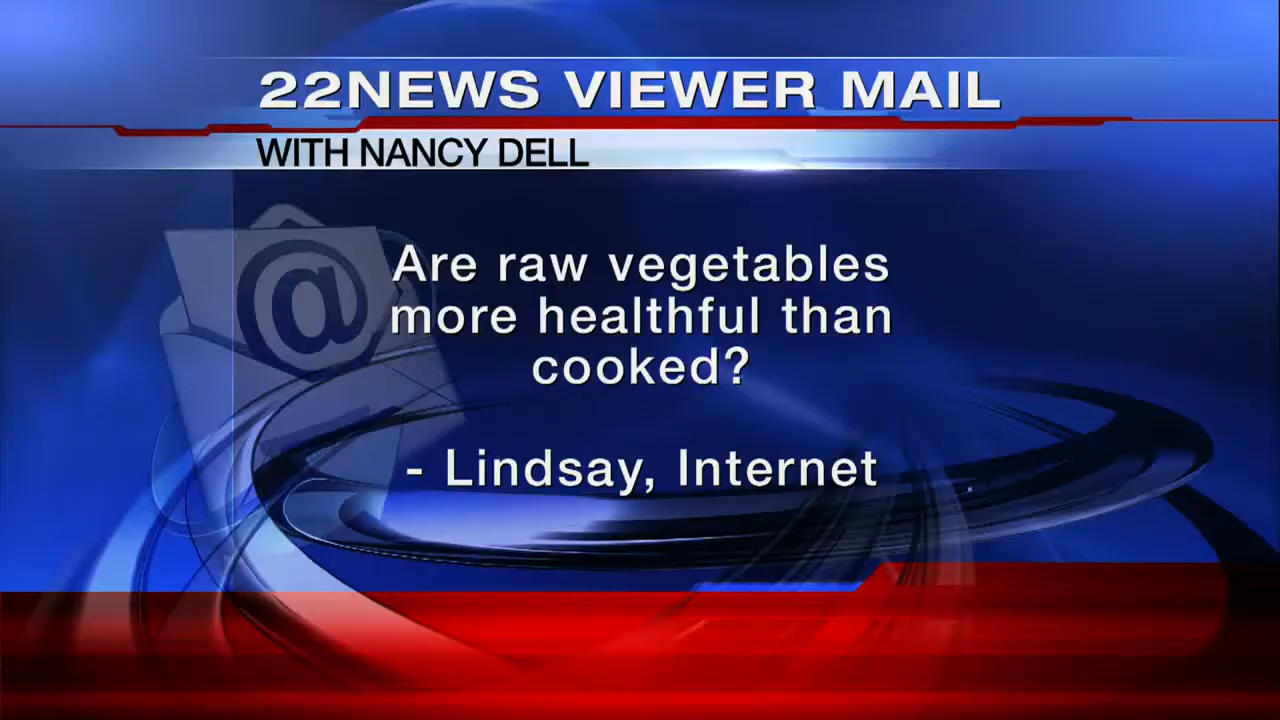 22NEWS VIEWER MAIL
WITH NANCY DELL
@
Are raw vegetables
more healthful than
cooked?
- Lindsay, Internet